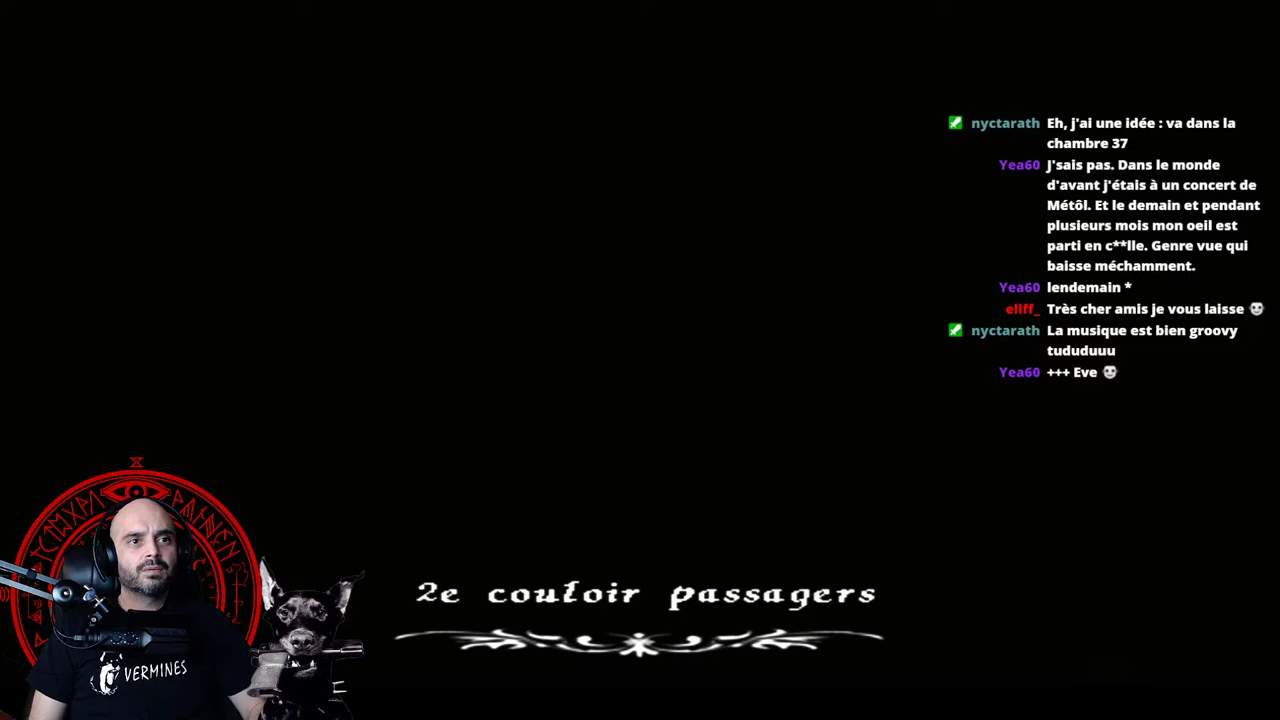 nyctarath Eh, j'ai une idée : va dans la
chambre 37
Yea60 J'sais pas. Dans le monde
d'avant j'étais à un concert de
Métôl. Et le demain et pendant
plusieurs mois mon oeil est
parti en c**lle. Genre vue qui
baisse méchamment.
Yea60 lendemain *
ellff_ Très cher amis je vous laisse
nyctarath La musique est bien groovy
tududuuu
Yea60 +++ Eve
2e couloir passagers
VERMINES